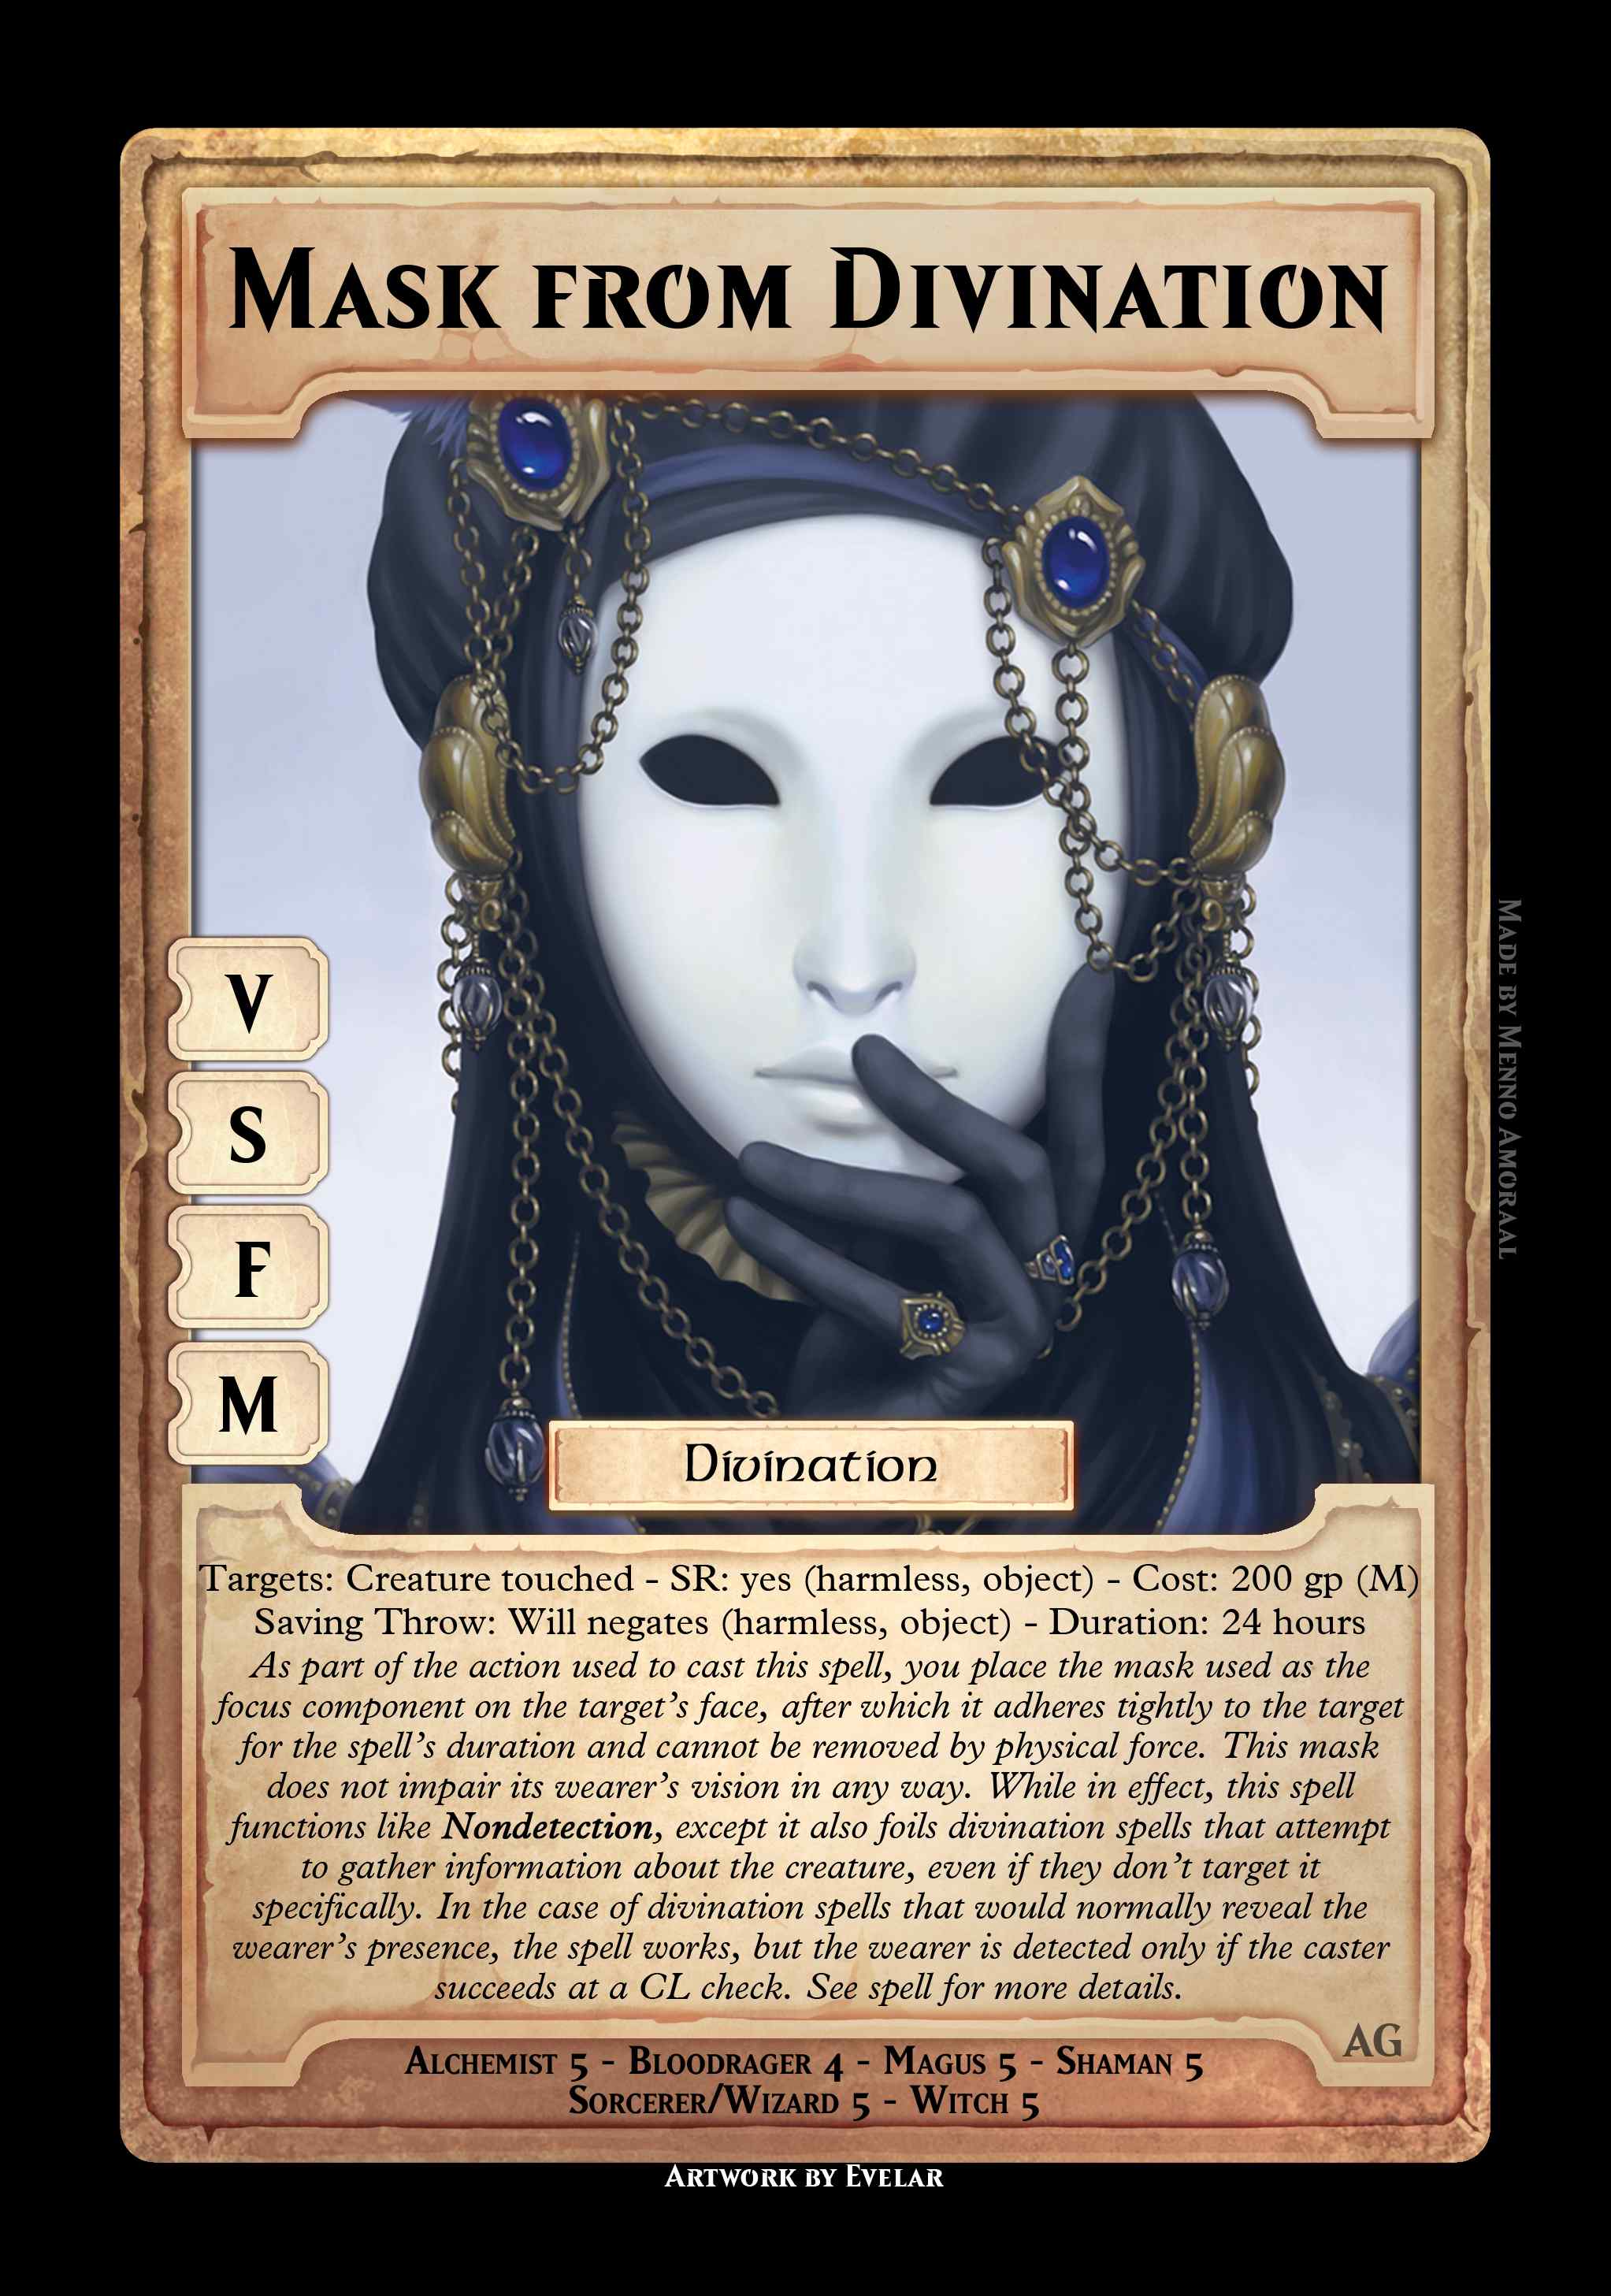 Mask from Divination
V
S
F
M
Divination
Targets: Creature touched - SR: yes (harmless, object) - Cost: 200 gp (M)
Saving Throw: Will negates (harmless, object) - Duration: 24 hours
As part of the action used to cast this spell, you place the mask used as the
focus component on the target's face, after which it adheres tightly to the target
for the spell's duration and cannot be removed by physical force. This mask
does not impair its wearer's vision in any way. While in effect, this spell
functions like Nondetection, except it also foils divination spells that attempt
to gather information about the creature, even if they don't target it
specifically. In the case of divination spells that would normally reveal the
wearer's presence, the spell works, but the wearer is detected only if the caster
succeeds at a CL check. See spell for more details.
AG
Alchemist 5 - Bloodrager 4 - Magus 5 - Shaman 5
Sorcerer/Wizard 5 - Witch 5
Artwork by Evelar
Made by Menno Amoraal